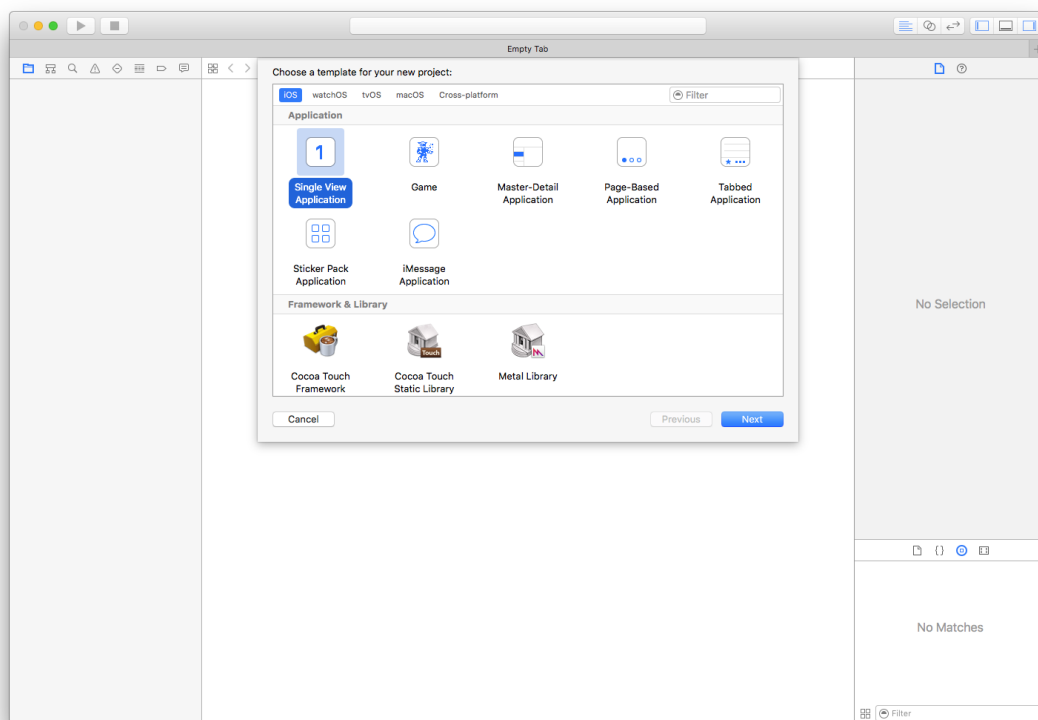 Empty Tab
Choose a template for your new project:
iOS watchOS tvOS macOS Cross-platform Filter
Application
1
Single View Application
Game
Master-Detail Application
Page-Based Application
Tabbed Application
Sticker Pack Application
iMessage Application
Framework & Library
Touch
Cocoa Touch Framework
Cocoa Touch Static Library
Metal Library
Cancel Previous Next
No Selection
{}
No Matches
Filter